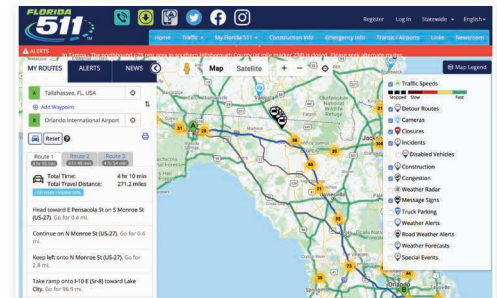 FLORIDA
511
Register Log In Statewide English
Home Traffic My Florida 511 Construction Info Emergency Info Transit / Airports Links Newsroom
ALERTS
MY ROUTES ALERTS NEWS
Map Satellite
Map Legend
A Tallahassee, FL, USA
Add Waypoint
B Orlando International Airport
Reset
Route 1 Route 2 Route 3
Total Time: 4 hr 10 min
Total Travel Distance: 271.2 miles
Head toward E Pensacola St on S Monroe St
(US-27). Go for 0.4 mi.
Continue on N Monroe St (US-27). Go for 0.4
mi.
Keep left onto N Monroe St (US-27). Go for
2.8 mi.
Take ramp onto I-10 E (Sr-8) toward Lake
City. Go for 96.9 mi.
Traffic Speeds
Stopped Slow Fast
Detour Routes
Cameras
Closures
Incidents
Disabled Vehicles
Construction
Congestion
Weather Radar
Message Signs
Truck Parking
Weather Alerts
Road Weather Alerts
Weather Forecasts
Special Events
Okefenokee
National
Wildlife
Refuge
Orlando
A
B